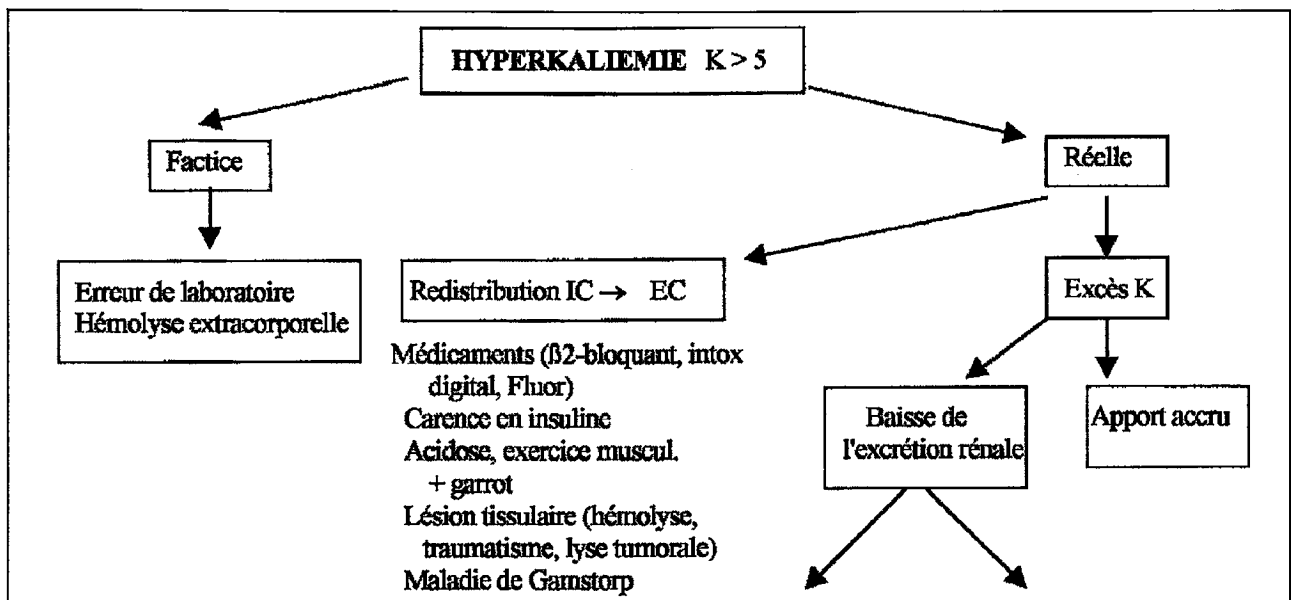 HYPERKALIEMIE K > 5
Factice
Réelle
Erreur de laboratoire
Hémolyse extracorporelle
Redistribution IC → EC
Excès K
Médicaments (ß2-bloquant, intox
digital, Fluor)
Carence en insuline
Acidose, exercice muscul.
+ garrot
Lésion tissulaire (hémolyse,
traumatisme, lyse tumorale)
Maladie de Gamstorp
Baisse de
l'excrétion rénale
Apport accru